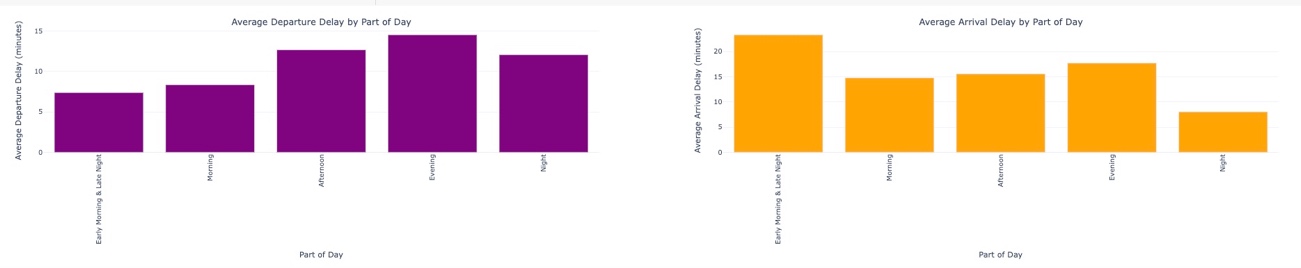 Average Departure Delay by Part of Day
Average Departure Delay (minutes)
15
10
5
0
Early Morning & Late Night
Morning
Afternoon
Evening
Night
Part of Day
Average Arrival Delay by Part of Day
Average Arrival Delay (minutes)
20
15
10
5
0
Early Morning & Late Night
Morning
Afternoon
Evening
Night
Part of Day